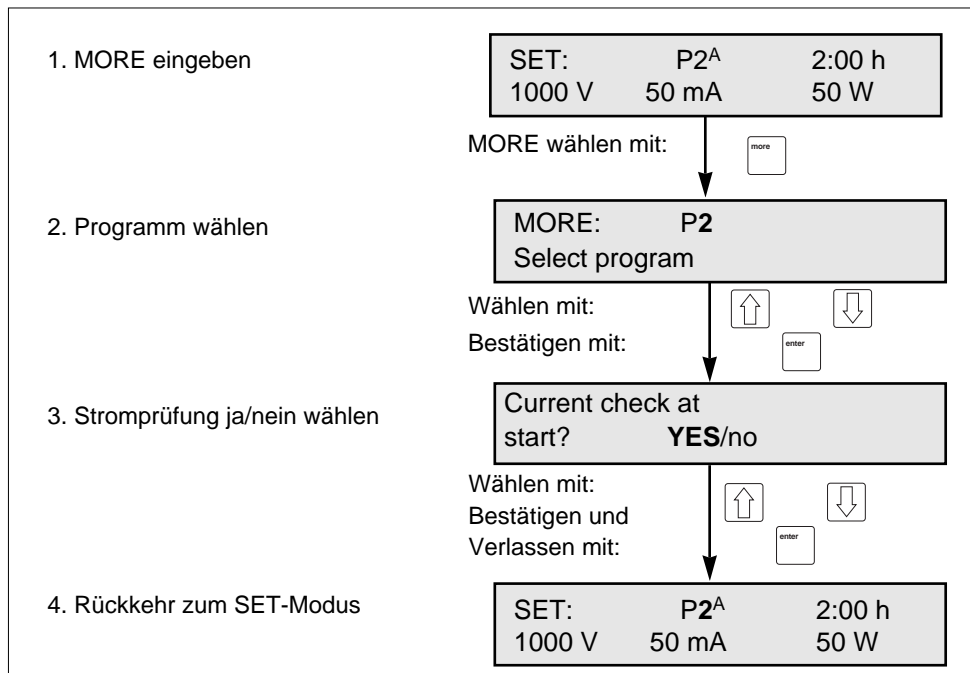 1. MORE eingeben
SET: P2A 2:00 h
1000 V 50 mA 50 W
MORE wählen mit:
more
2. Programm wählen
MORE: P2
Select program
Wählen mit:
Bestätigen mit:
enter
3. Stromprüfung ja/nein wählen
Current check at
start? YES/no
Wählen mit:
Bestätigen und
Verlassen mit:
enter
4. Rückkehr zum SET-Modus
SET: P2A 2:00 h
1000 V 50 mA 50 W